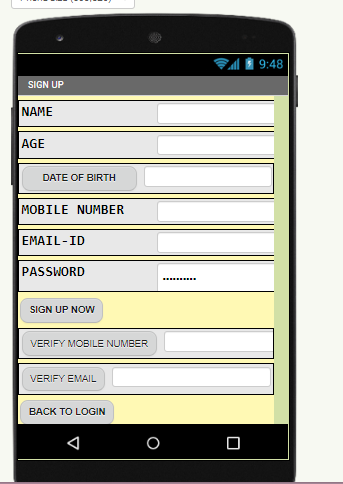 9:48
SIGN UP
NAME
AGE
DATE OF BIRTH
MOBILE NUMBER
EMAIL-ID
PASSWORD
..........
SIGN UP NOW
VERIFY MOBILE NUMBER
VERIFY EMAIL
BACK TO LOGIN